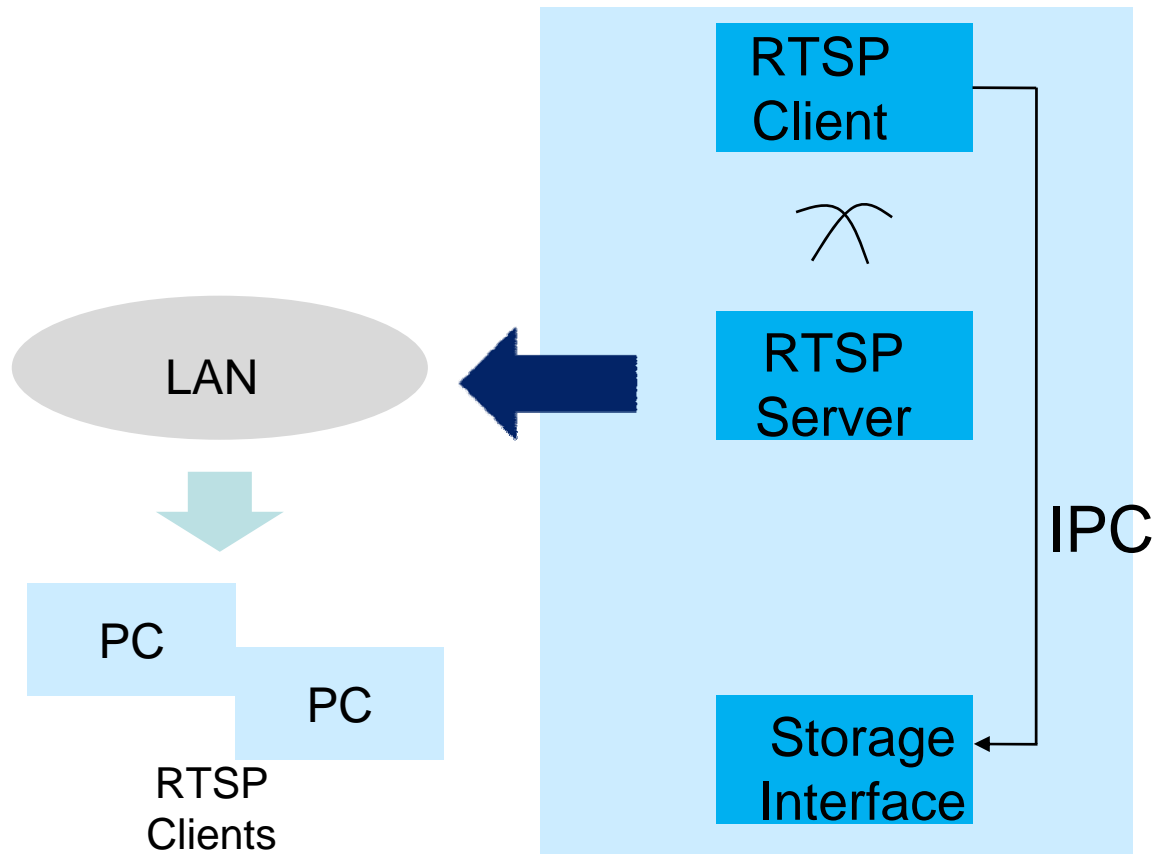 RTSP
Client
LAN
RTSP
Server
IPC
PC
PC
RTSP
Clients
Storage
Interface